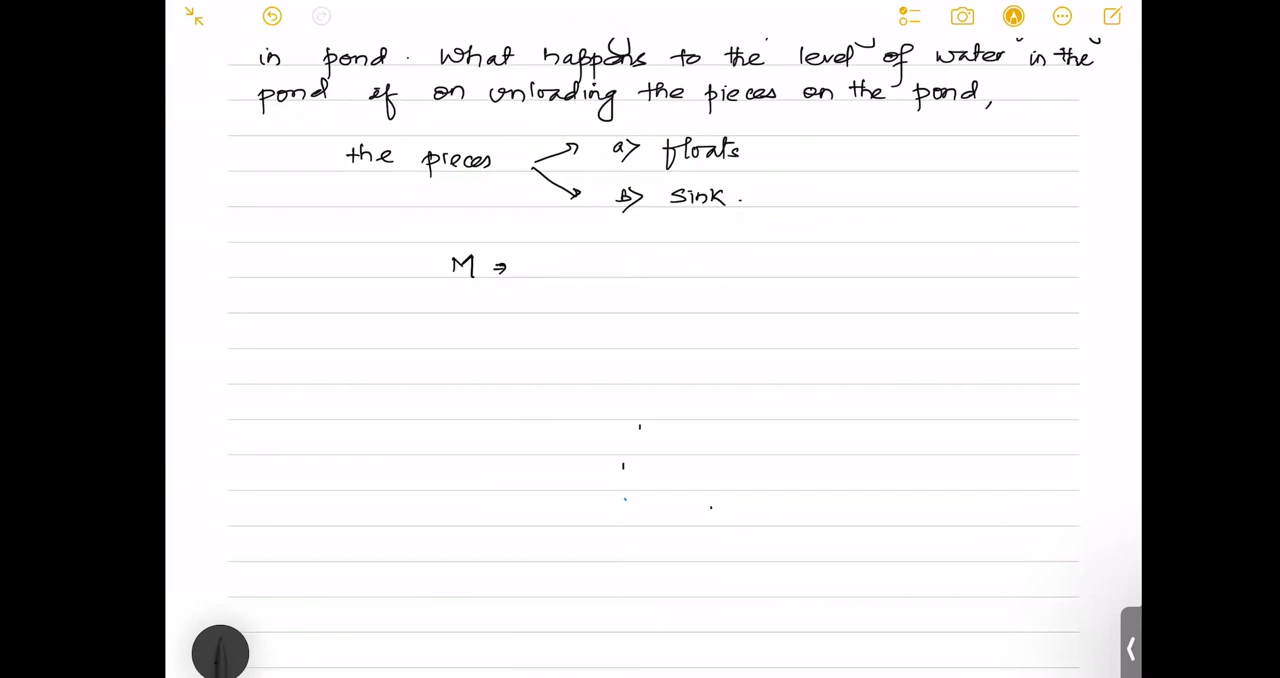 in pond. What happens to the level of water in the
pond if on unloading the pieces on the pond,
the pieces a) floats
b) sink.
M ⇒